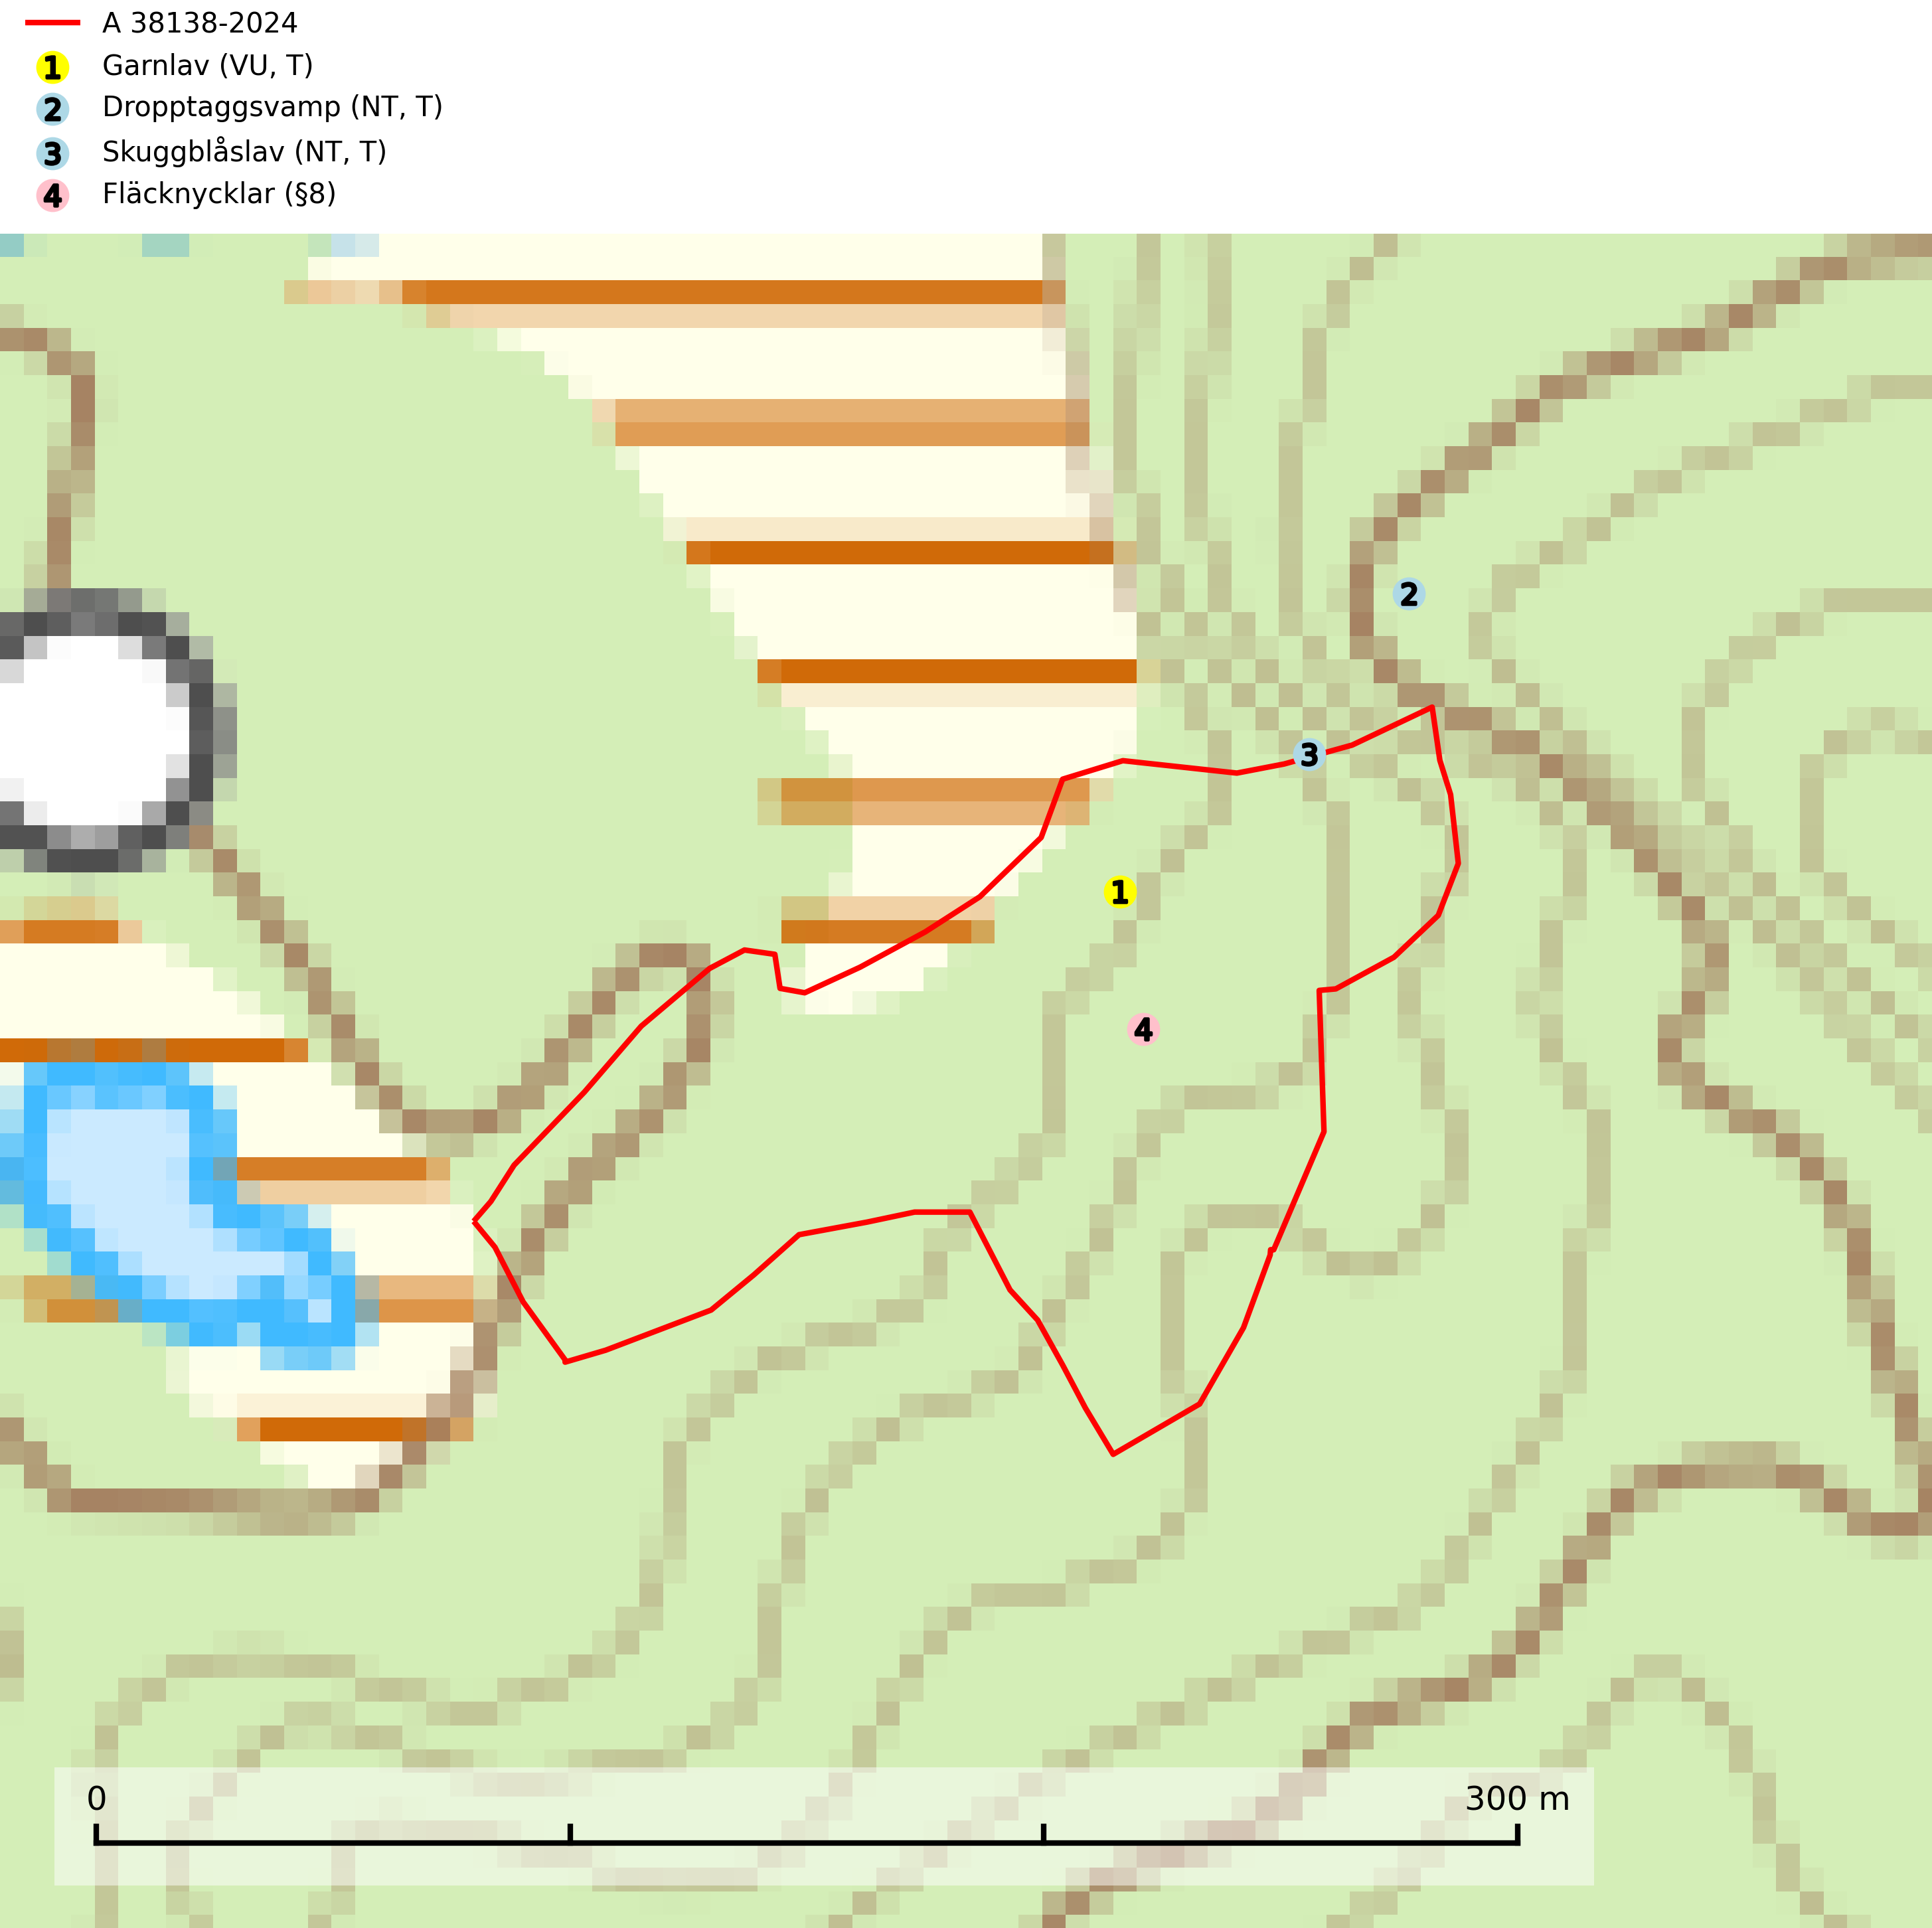 A 38138-2024
1 Garnlav (VU, T)
2 Dropptaggsvamp (NT, T)
3 Skuggblåslav (NT, T)
4 Fläcknycklar (§8)
2
3
1
4
0 300 m